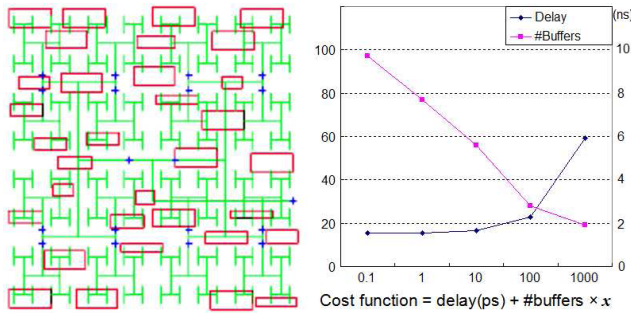 Delay
#Buffers
(ns)
100
80
60
40
20
0
10
8
6
4
2
0
0.1 1 10 100 1000
Cost function = delay(ps) + #buffers × x